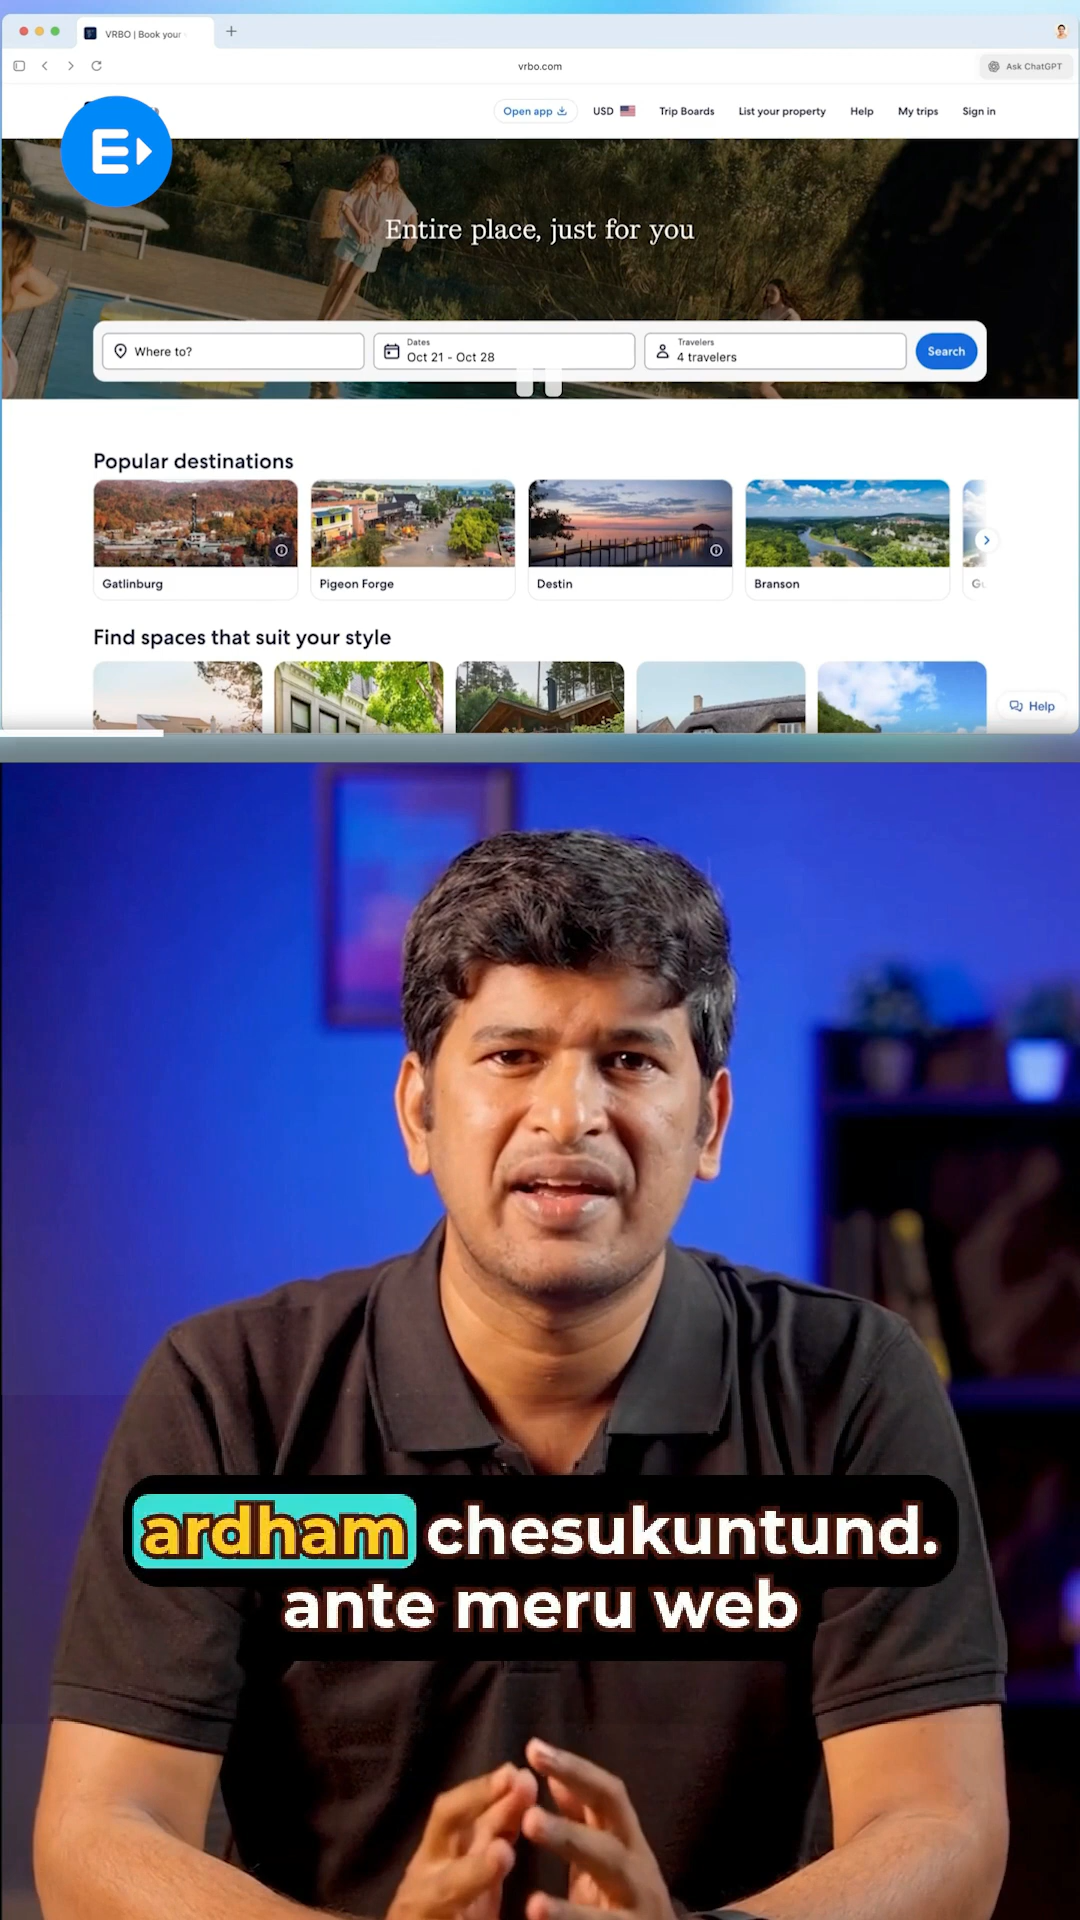 VRBO | Book your
vrbo.com
Ask ChatGPT
Open app
USD
Trip Boards
List your property
Help
My trips
Sign in
E
Entire place, just for you
Where to?
Dates
Oct 21 - Oct 28
Travelers
4 travelers
Search
Popular destinations
Gatlinburg
Pigeon Forge
Destin
Branson
Find spaces that suit your style
Help
ardham chesukuntund.
ante meru web